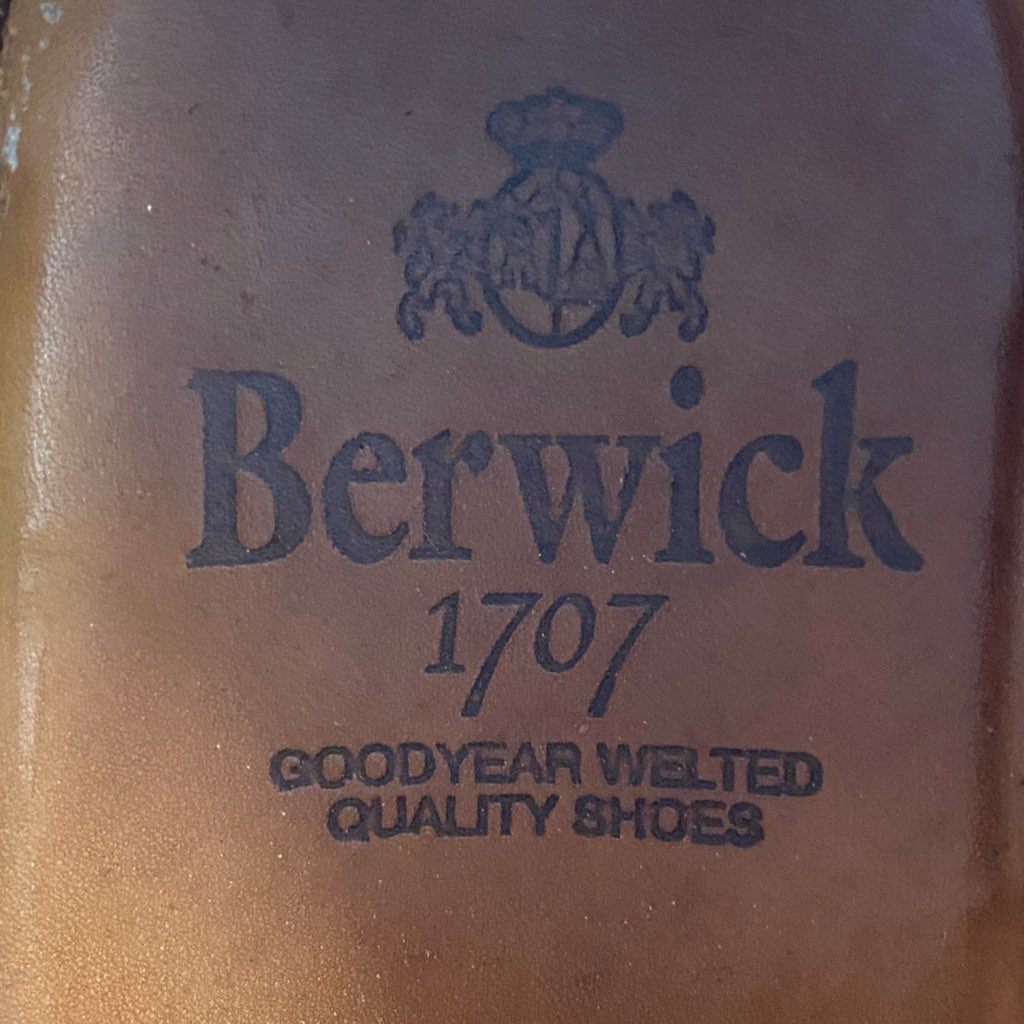 Berwick
1707
GOODYEAR WELTED
QUALITY SHOES